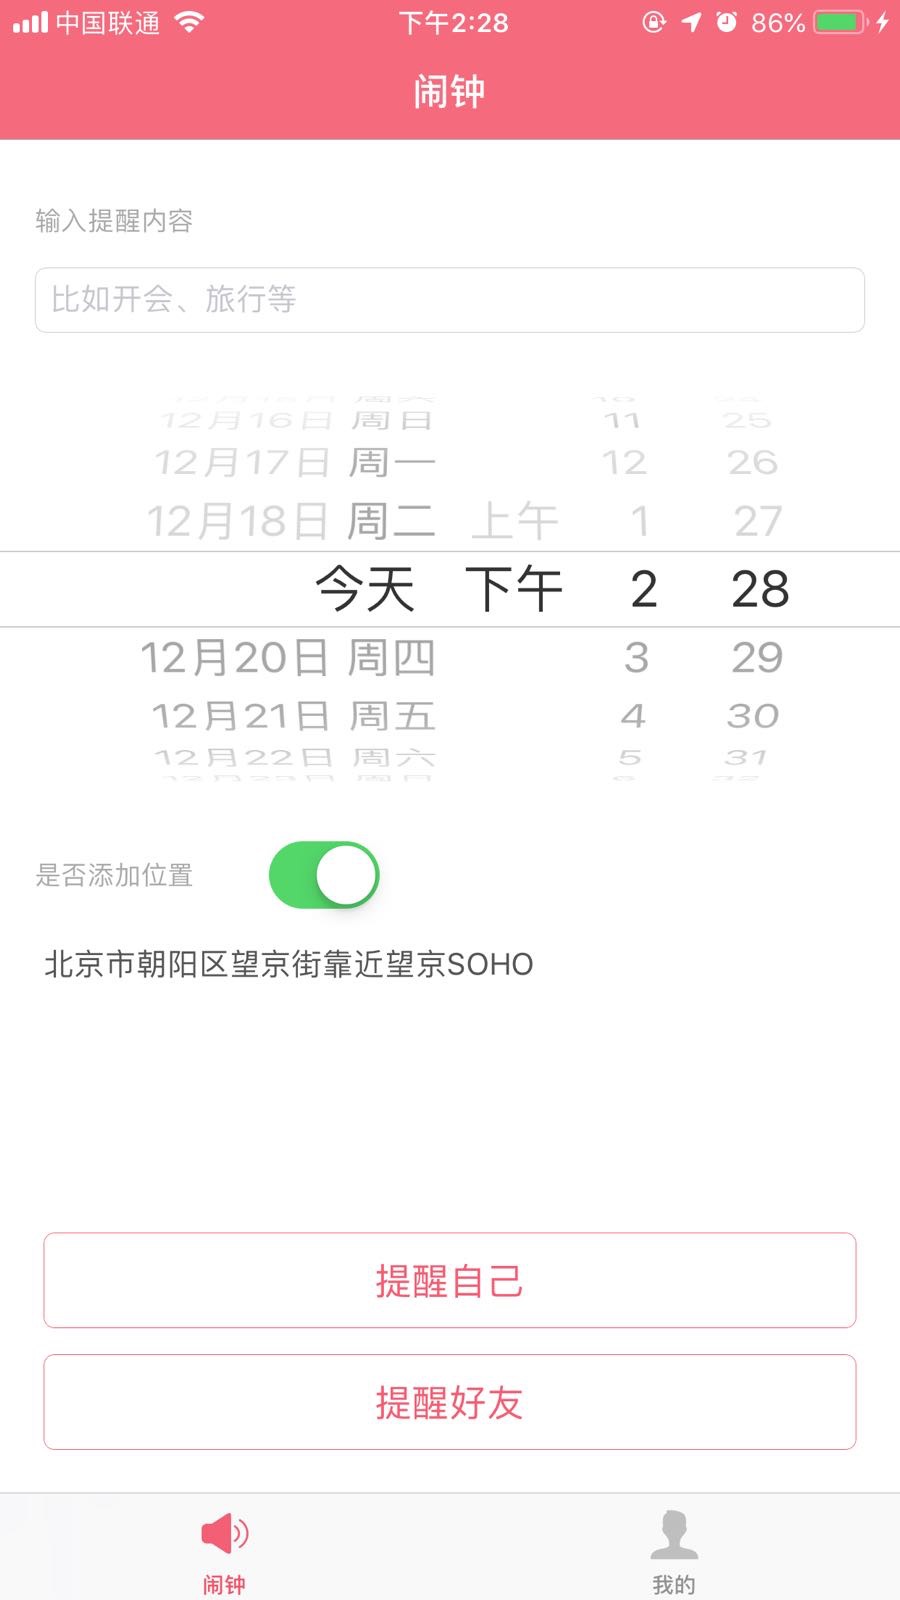 中国联通 下午2:28 86%
闹钟
输入提醒内容
比如开会、旅行等
12月16日 周日 11 25
12月17日 周一 12 26
12月18日 周二 上午 1 27
今天 下午 2 28
12月20日 周四 3 29
12月21日 周五 4 30
12月22日 周六 5 31
是否添加位置
北京市朝阳区望京街靠近望京SOHO
提醒自己
提醒好友
闹钟 我的